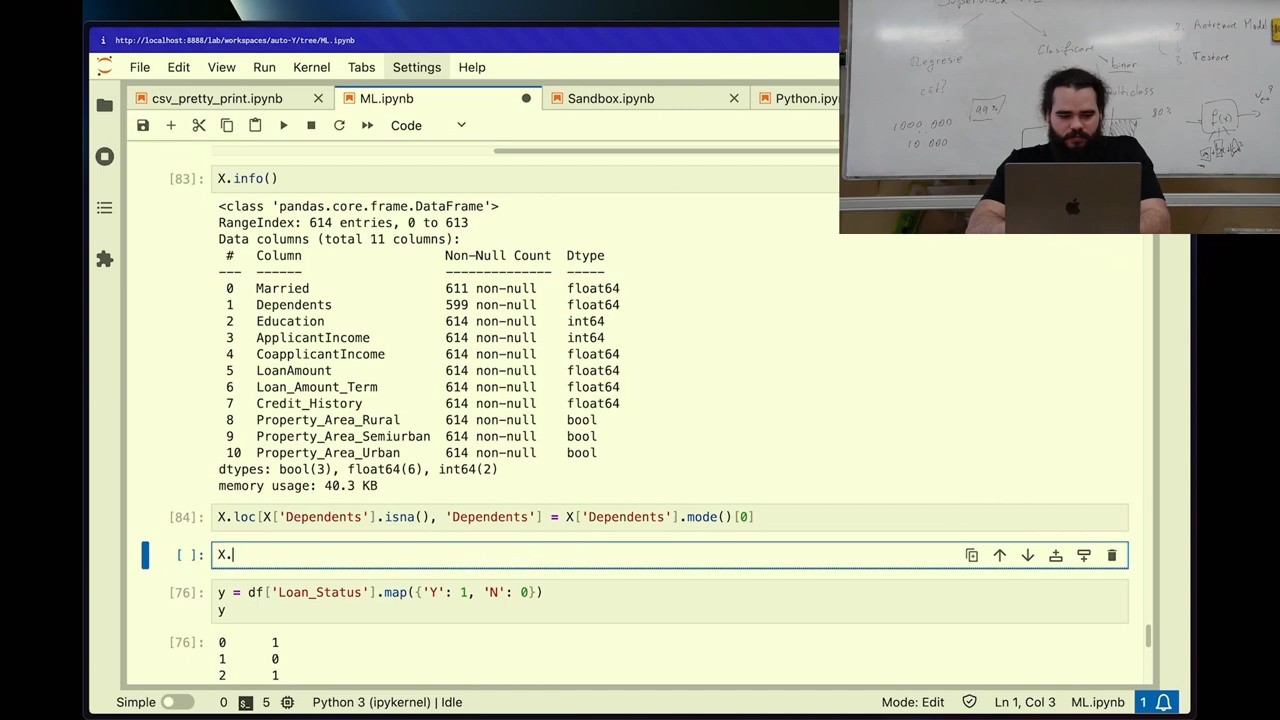 http://localhost:8888/lab/workspaces/auto-Y/tree/ML.ipynb
File Edit View Run Kernel Tabs Settings Help
csv_pretty_print.ipynb ML.ipynb Sandbox.ipynb Python.ipy
Code
[83]: X.info()
<class 'pandas.core.frame.DataFrame'>
RangeIndex: 614 entries, 0 to 613
Data columns (total 11 columns):
# Column Non-Null Count Dtype
--- ------ -------------- -----
0 Married 611 non-null float64
1 Dependents 599 non-null float64
2 Education 614 non-null int64
3 ApplicantIncome 614 non-null int64
4 CoapplicantIncome 614 non-null float64
5 LoanAmount 614 non-null float64
6 Loan_Amount_Term 614 non-null float64
7 Credit_History 614 non-null float64
8 Property_Area_Rural 614 non-null bool
9 Property_Area_Semiurban 614 non-null bool
10 Property_Area_Urban 614 non-null bool
dtypes: bool(3), float64(6), int64(2)
memory usage: 40.3 KB
[84]: X.loc[X['Dependents'].isna(), 'Dependents'] = X['Dependents'].mode()[0]
[ ]: X.
[76]: y = df['Loan_Status'].map({'Y': 1, 'N': 0})
y
[76]: 0 1
1 0
2 1
Simple 0 5 Python 3 (ipykernel) | Idle Mode: Edit Ln 1, Col 3 ML.ipynb 1
2. Antrenare Model
3. Testare
Clasificare
Regresie
binar
99%
80%
1000.000
10 000
f(x)